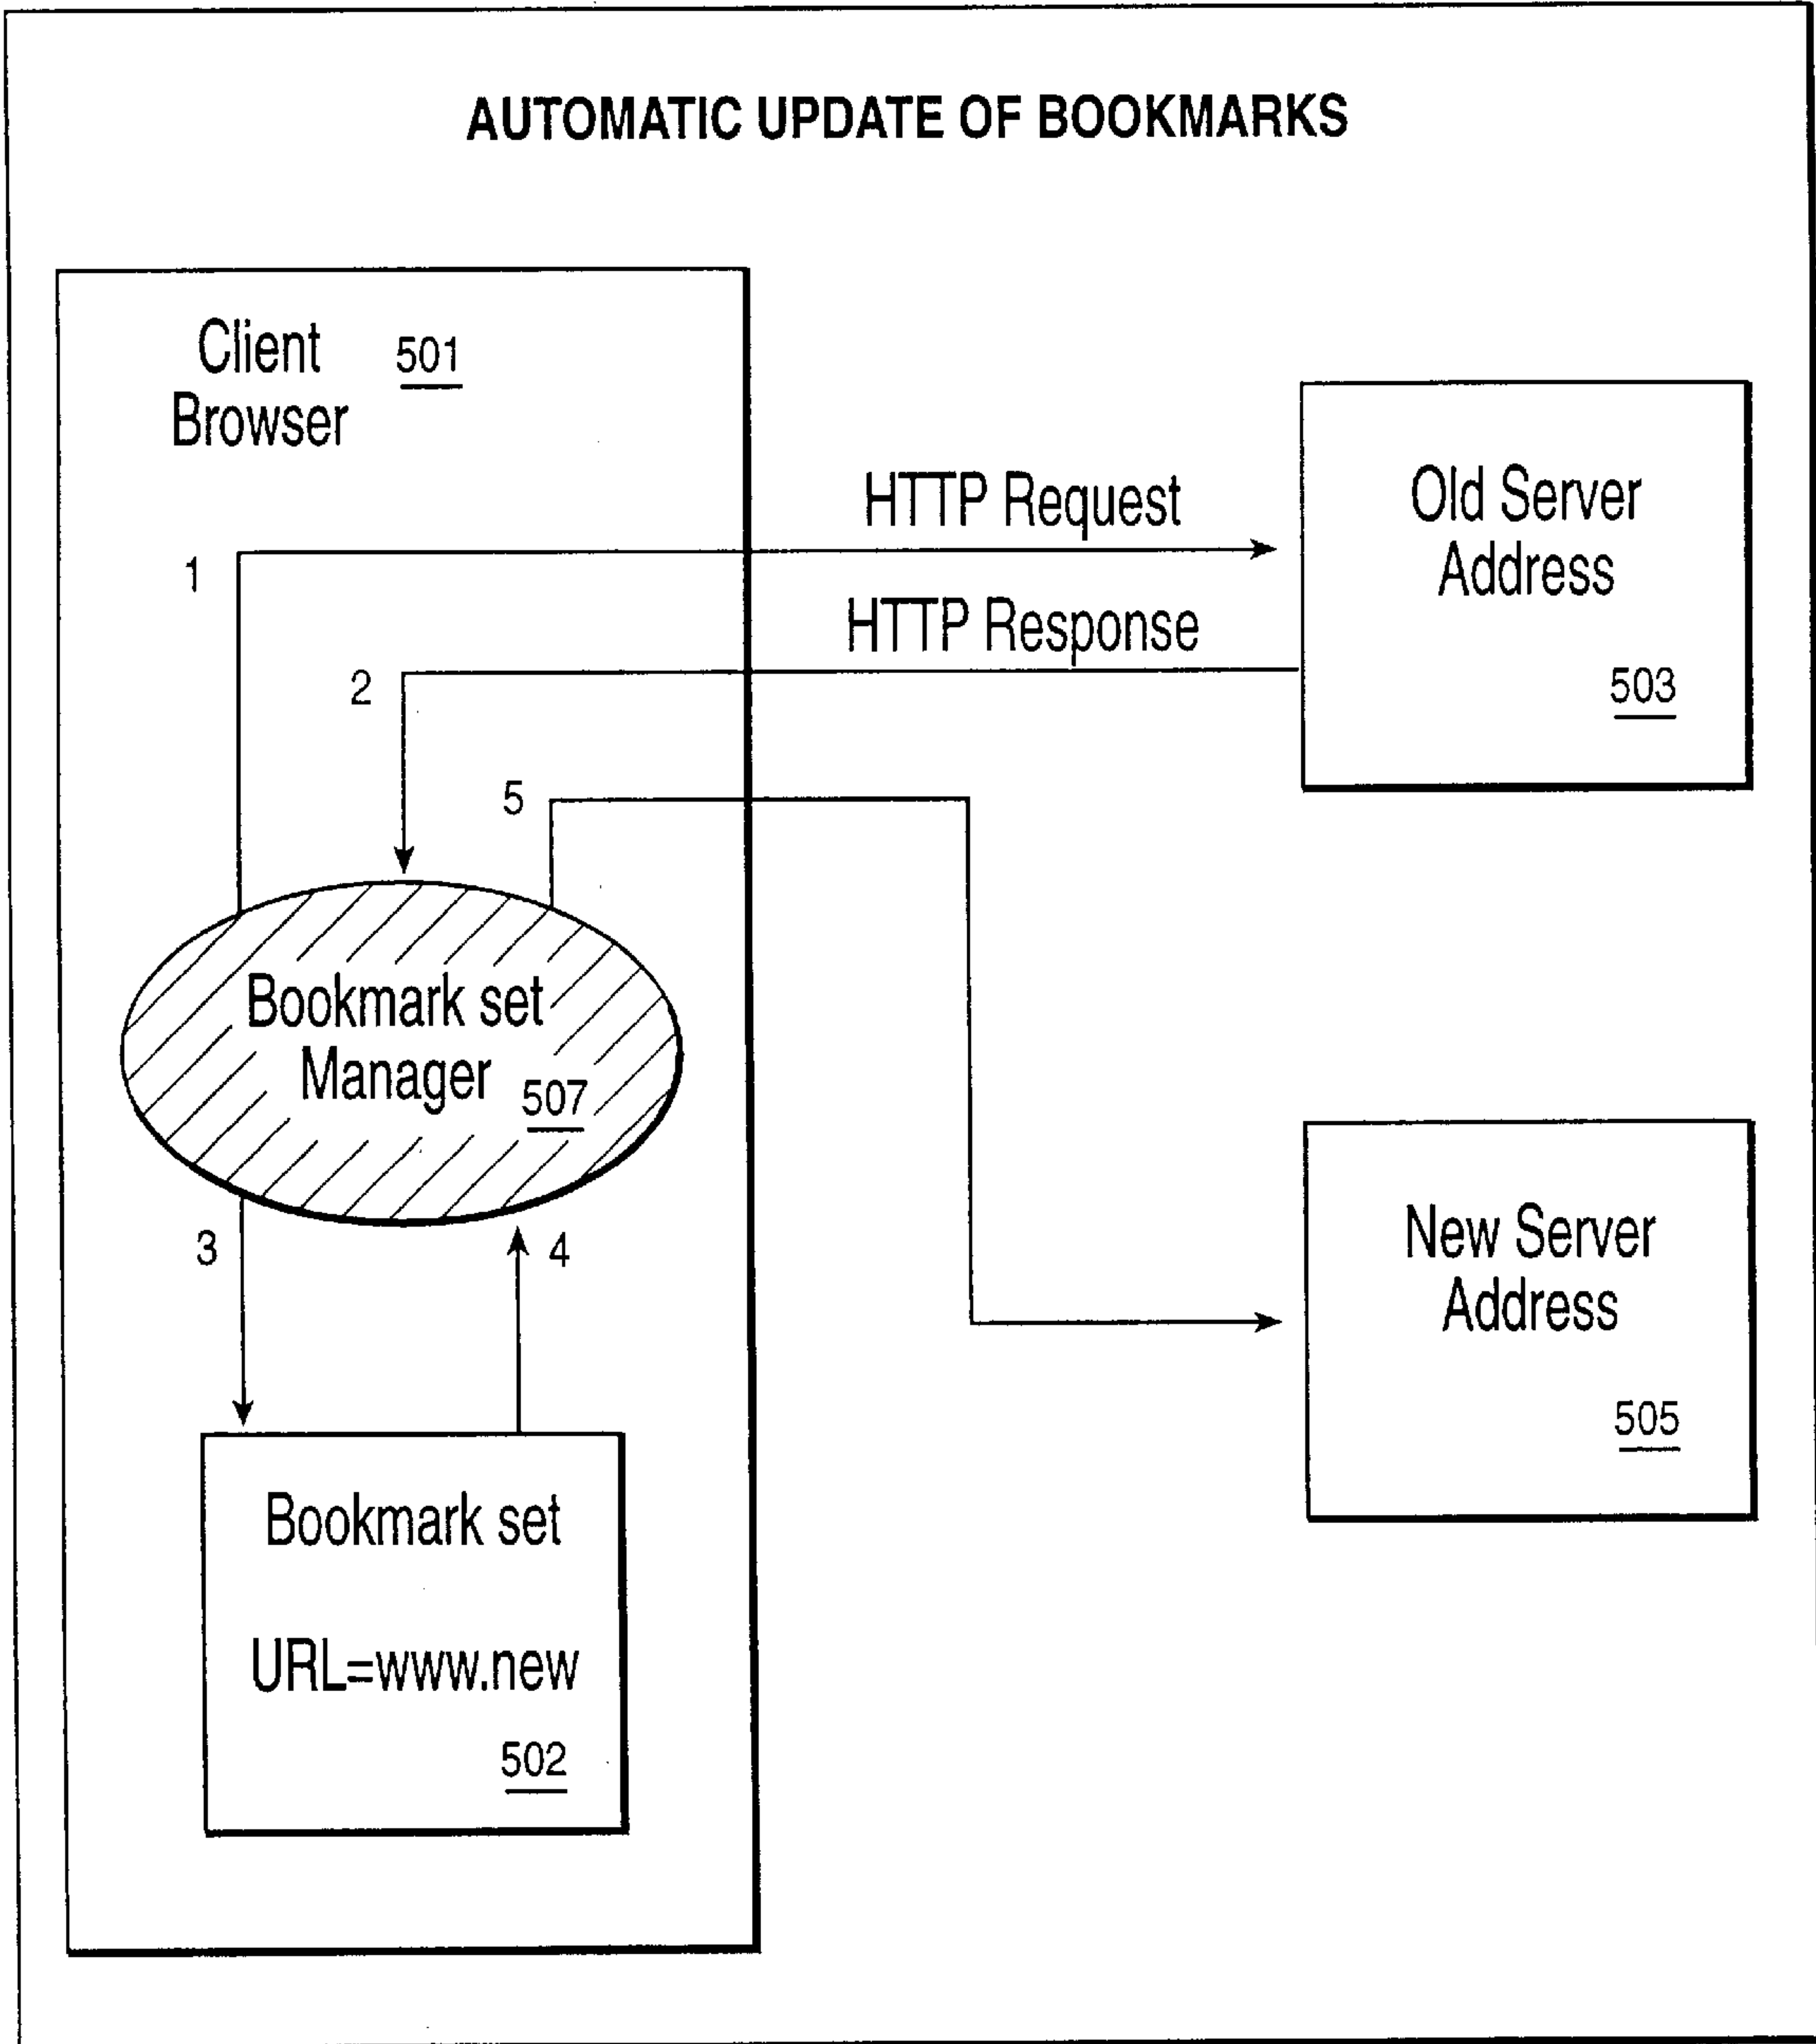 AUTOMATIC UPDATE OF BOOKMARKS
Client
Browser
501
HTTP Request
1
Old Server
Address
503
HTTP Response
2
5
Bookmark set
Manager
507
3
4
New Server
Address
505
Bookmark set
URL=www.new
502